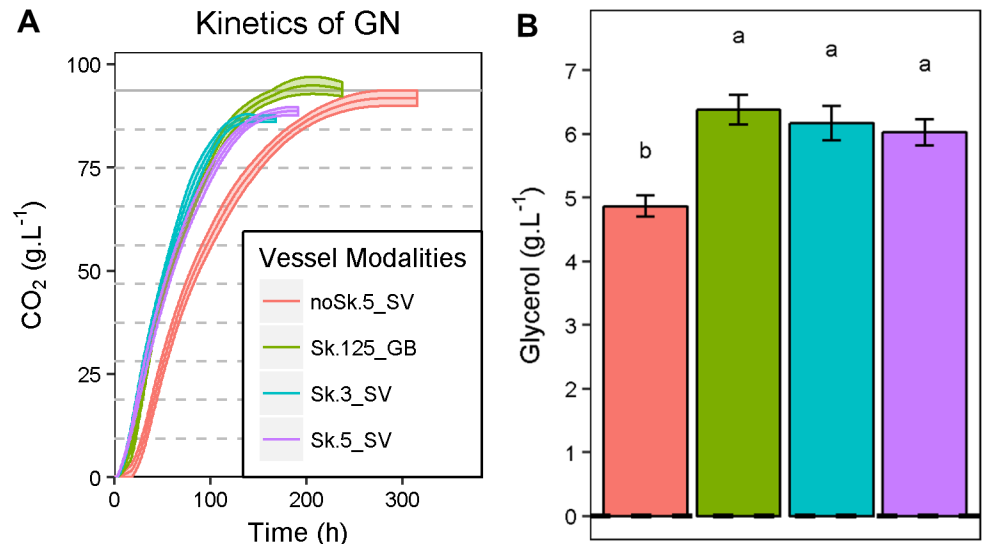 A
Kinetics of GN
CO₂ (g.L⁻¹)
100
75
50
25
0
0 100 200 300
Time (h)
Vessel Modalities
noSk.5_SV
Sk.125_GB
Sk.3_SV
Sk.5_SV
B
Glycerol (g.L⁻¹)
7
6
5
4
3
2
1
0
b a a a